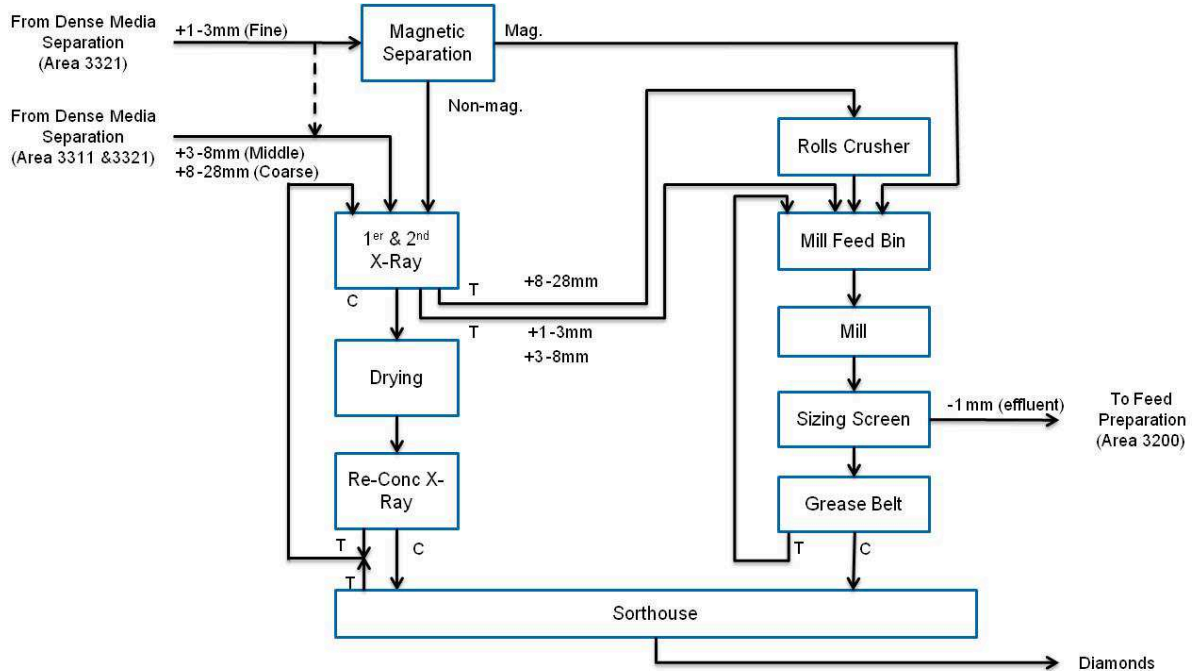 From Dense Media
Separation
(Area 3321)
+1-3mm (Fine)
Magnetic
Separation
Mag.
Non-mag.
From Dense Media
Separation
(Area 3311 &3321)
+3-8mm (Middle)
+8-28mm (Coarse)
Rolls Crusher
1er & 2nd
X-Ray
Mill Feed Bin
C
T
+8-28mm
T
+1-3mm
+3-8mm
Mill
Drying
Sizing Screen
-1mm (effluent)
To Feed
Preparation
(Area 3200)
Re-Conc X-
Ray
Grease Belt
T
C
T
C
T
Sorthouse
Diamonds